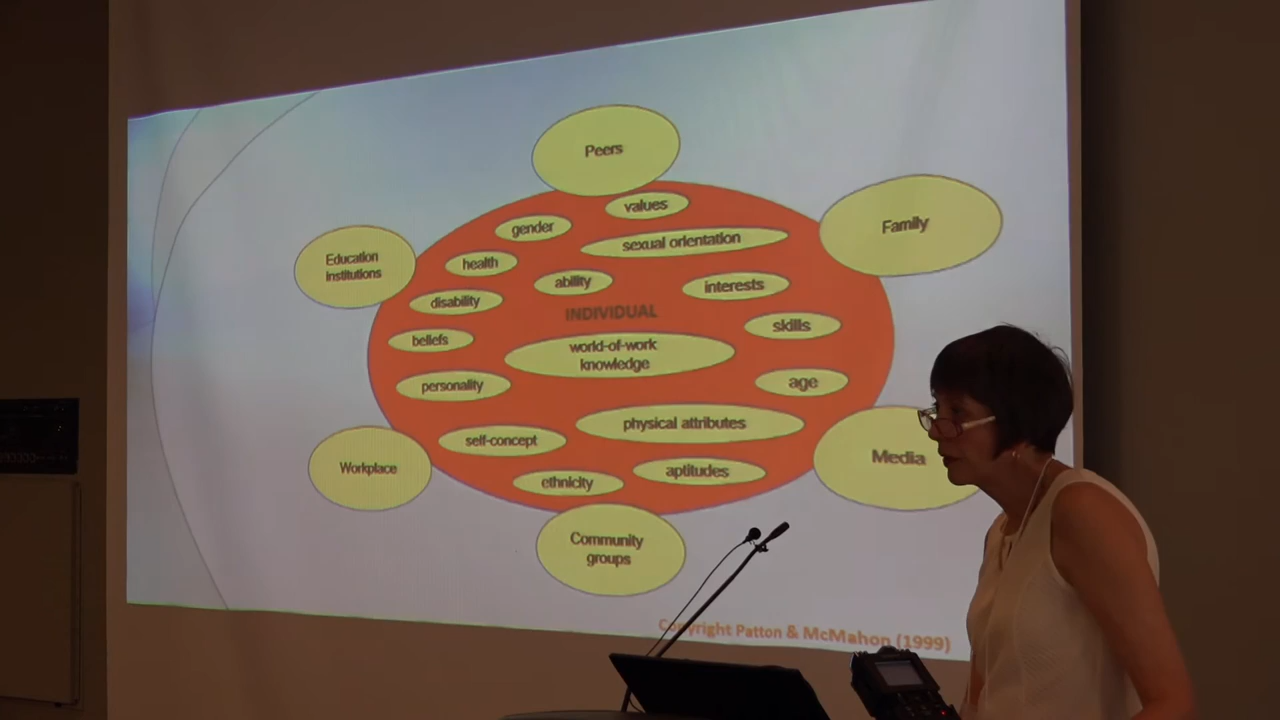 Peers
values
Family
gender
sexual orientation
Education
Institutions
health
ability
interests
disability
INDIVIDUAL
skills
beliefs
world-of-work
knowledge
personality
age
physical attributes
self-concept
Media
Workplace
aptitudes
ethnicity
Community
groups
Copyright Patton & McMahon (1999)